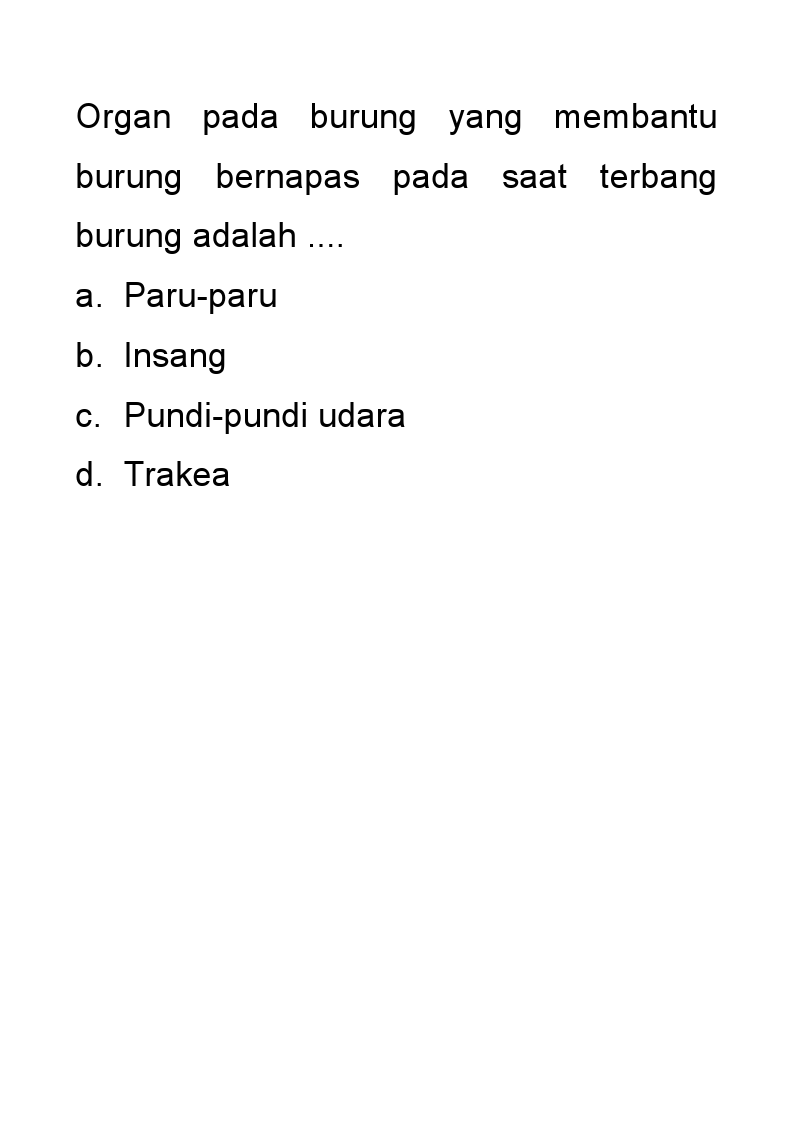 Organ pada burung yang membantu
burung bernapas pada saat terbang
burung adalah ....
a. Paru-paru
b. Insang
c. Pundi-pundi udara
d. Trakea